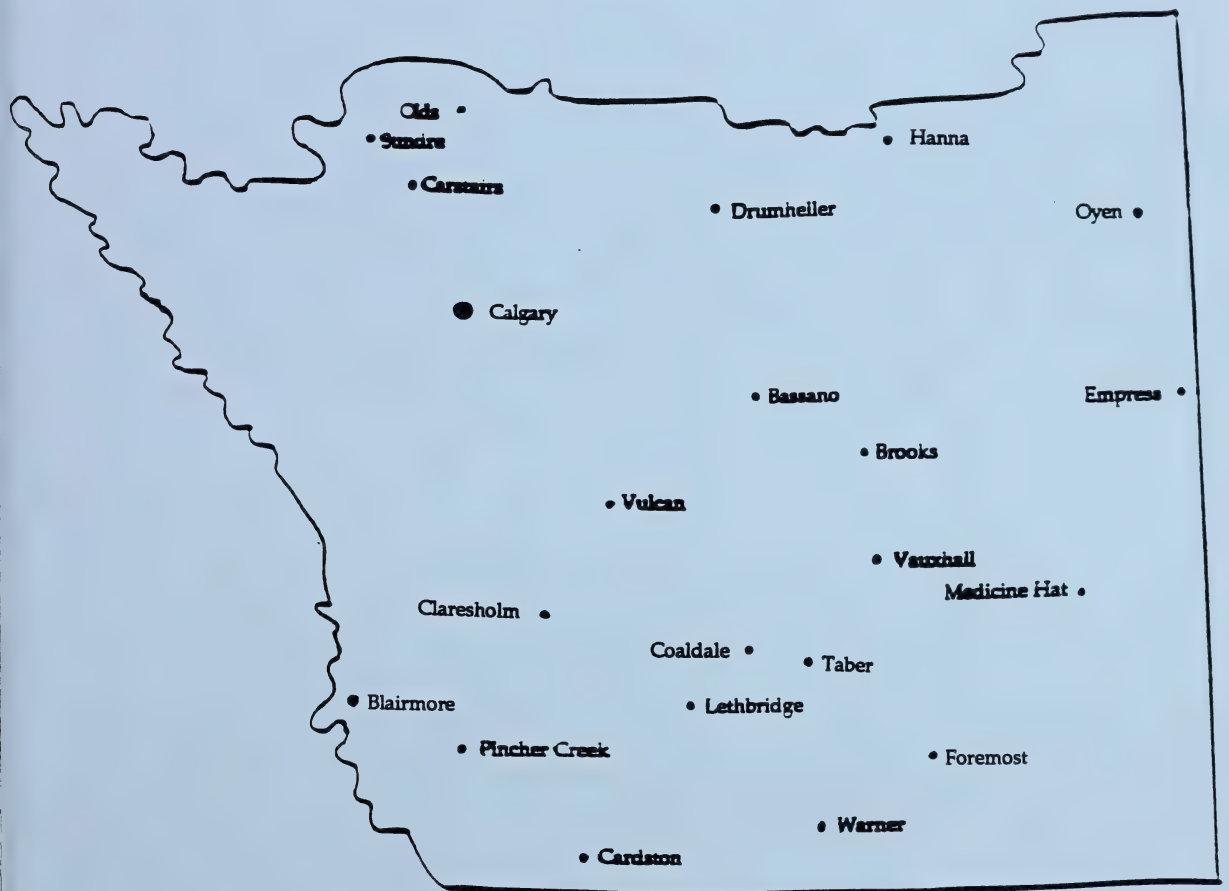 Olds
Sundre
Hanna
Carstairs
Drumheller
Oyen
Calgary
Bassano
Empress
Brooks
Vulcan
Vauxhall
Medicine Hat
Claresholm
Coaldale
Taber
Blairmore
Lethbridge
Pincher Creek
Foremost
Warner
Cardston